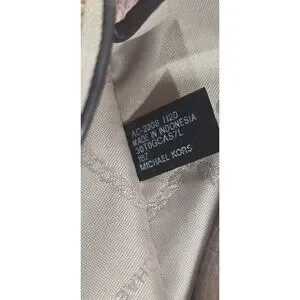 AC-2008 1120
MADE IN INDONESIA
30T0GCAS7L
187
MICHAEL KORS